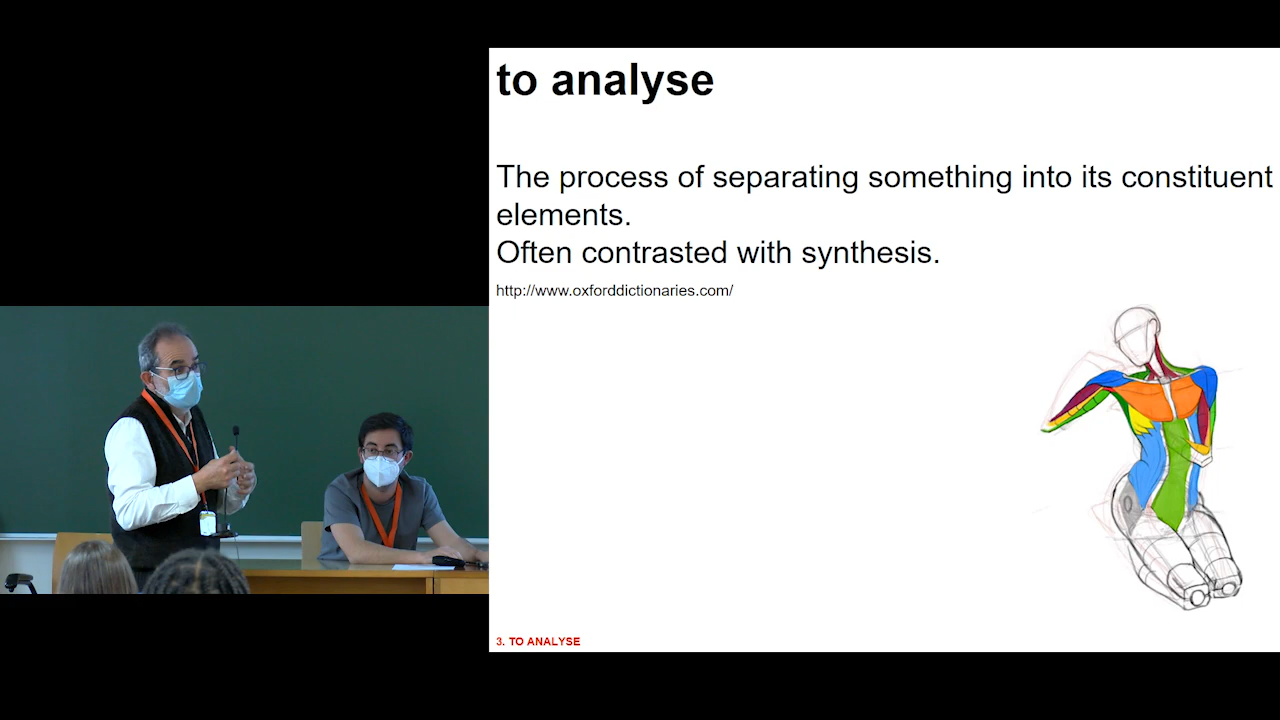 to analyse
The process of separating something into its constituent
elements.
Often contrasted with synthesis.
http://www.oxforddictionaries.com/
3. TO ANALYSE